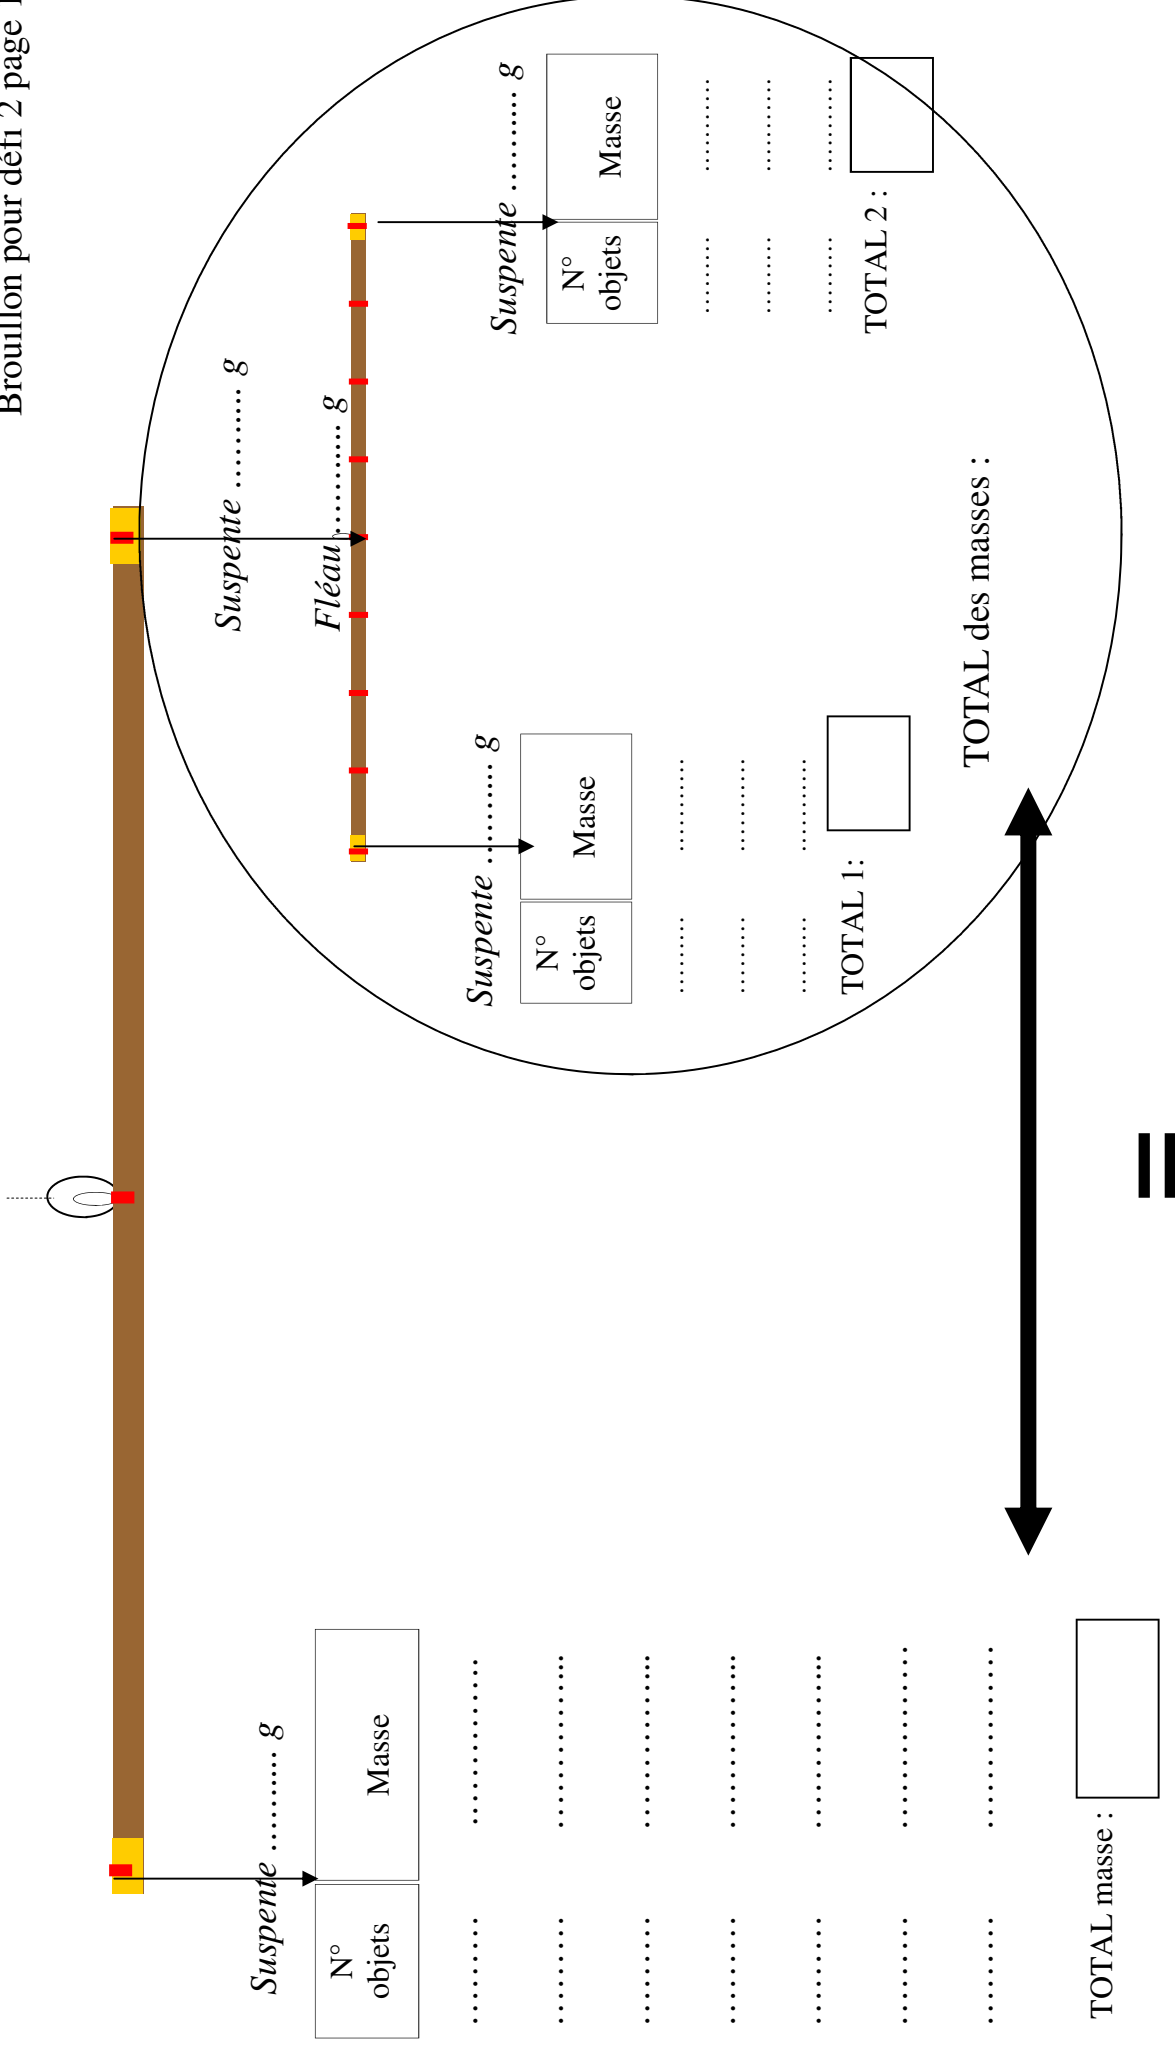 Brouillon pour défi 2 page 1
Suspente .......... g
Fléau .......... g
Suspente .......... g
N°
objets
Masse
.......... ..........
.......... ..........
.......... ..........
TOTAL masse :
Suspente .......... g
N°
objets
Masse
.......... ..........
.......... ..........
.......... ..........
TOTAL 1:
Suspente .......... g
N°
objets
Masse
.......... ..........
.......... ..........
.......... ..........
TOTAL 2 :
TOTAL des masses :
=